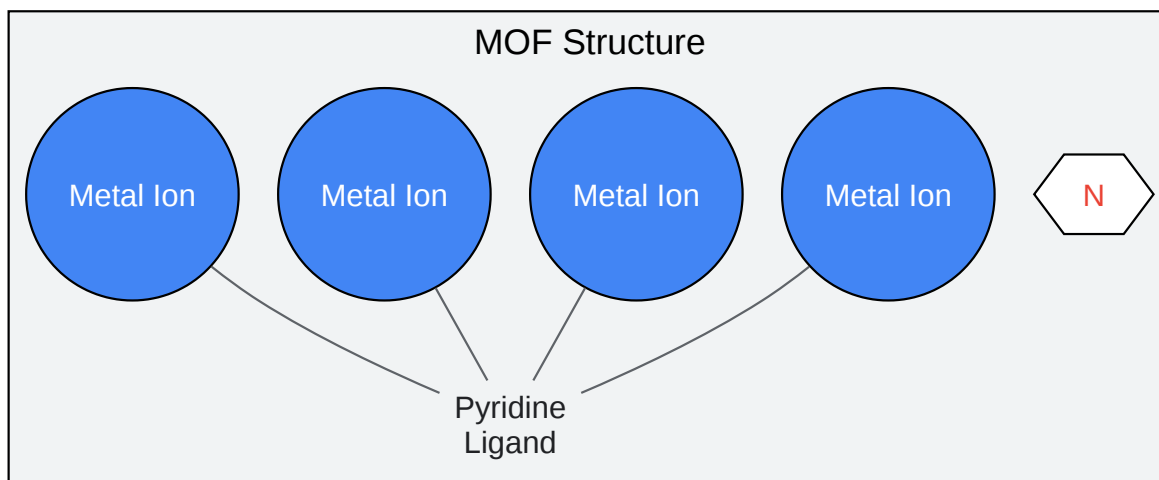 MOF Structure
Metal Ion
Metal Ion
Metal Ion
Metal Ion
N
Pyridine
Ligand